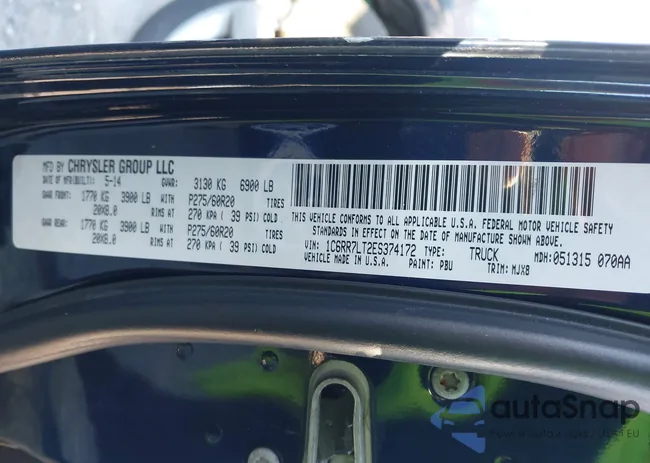 MFD BY CHRYSLER GROUP LLC
DATE OF MFR(BUILT): 5-14 GVWR: 3130 KG 6900 LB
GAWR FRONT: 1770 KG 3900 LB WITH P275/60R20 TIRES
20X8.0 RIMS AT 270 KPA ( 39 PSI) COLD
GAWR REAR: 1770 KG 3900 LB WITH P275/60R20 TIRES
20X8.0 RIMS AT 270 KPA ( 39 PSI) COLD
THIS VEHICLE CONFORMS TO ALL APPLICABLE U.S.A. FEDERAL MOTOR VEHICLE SAFETY
STANDARDS IN EFFECT ON THE DATE OF MANUFACTURE SHOWN ABOVE.
VIN: 1C6RR7LT2ES374172 TYPE: TRUCK MDH: 051315 070AA
VEHICLE MADE IN U.S.A. PAINT: PBU TRIM: MJX8
autoSnap